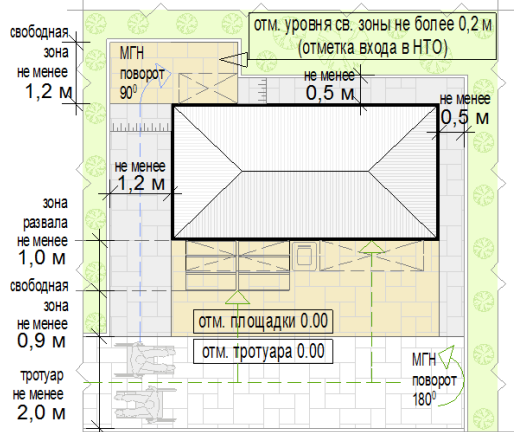 отм. уровня св. зоны не более 0,2 м
(отметка входа в НТО)
свободная
зона
не менее
1,2 м
МГН
поворот
90⁰
не менее
0,5 м
не менее
0,5 м
не менее
1,2 м
зона
развала
не менее
1,0 м
свободная
зона
не менее
0,9 м
отм. площадки 0.00
отм. тротуара 0.00
тротуар
не менее
2,0 м
МГН
поворот
180⁰